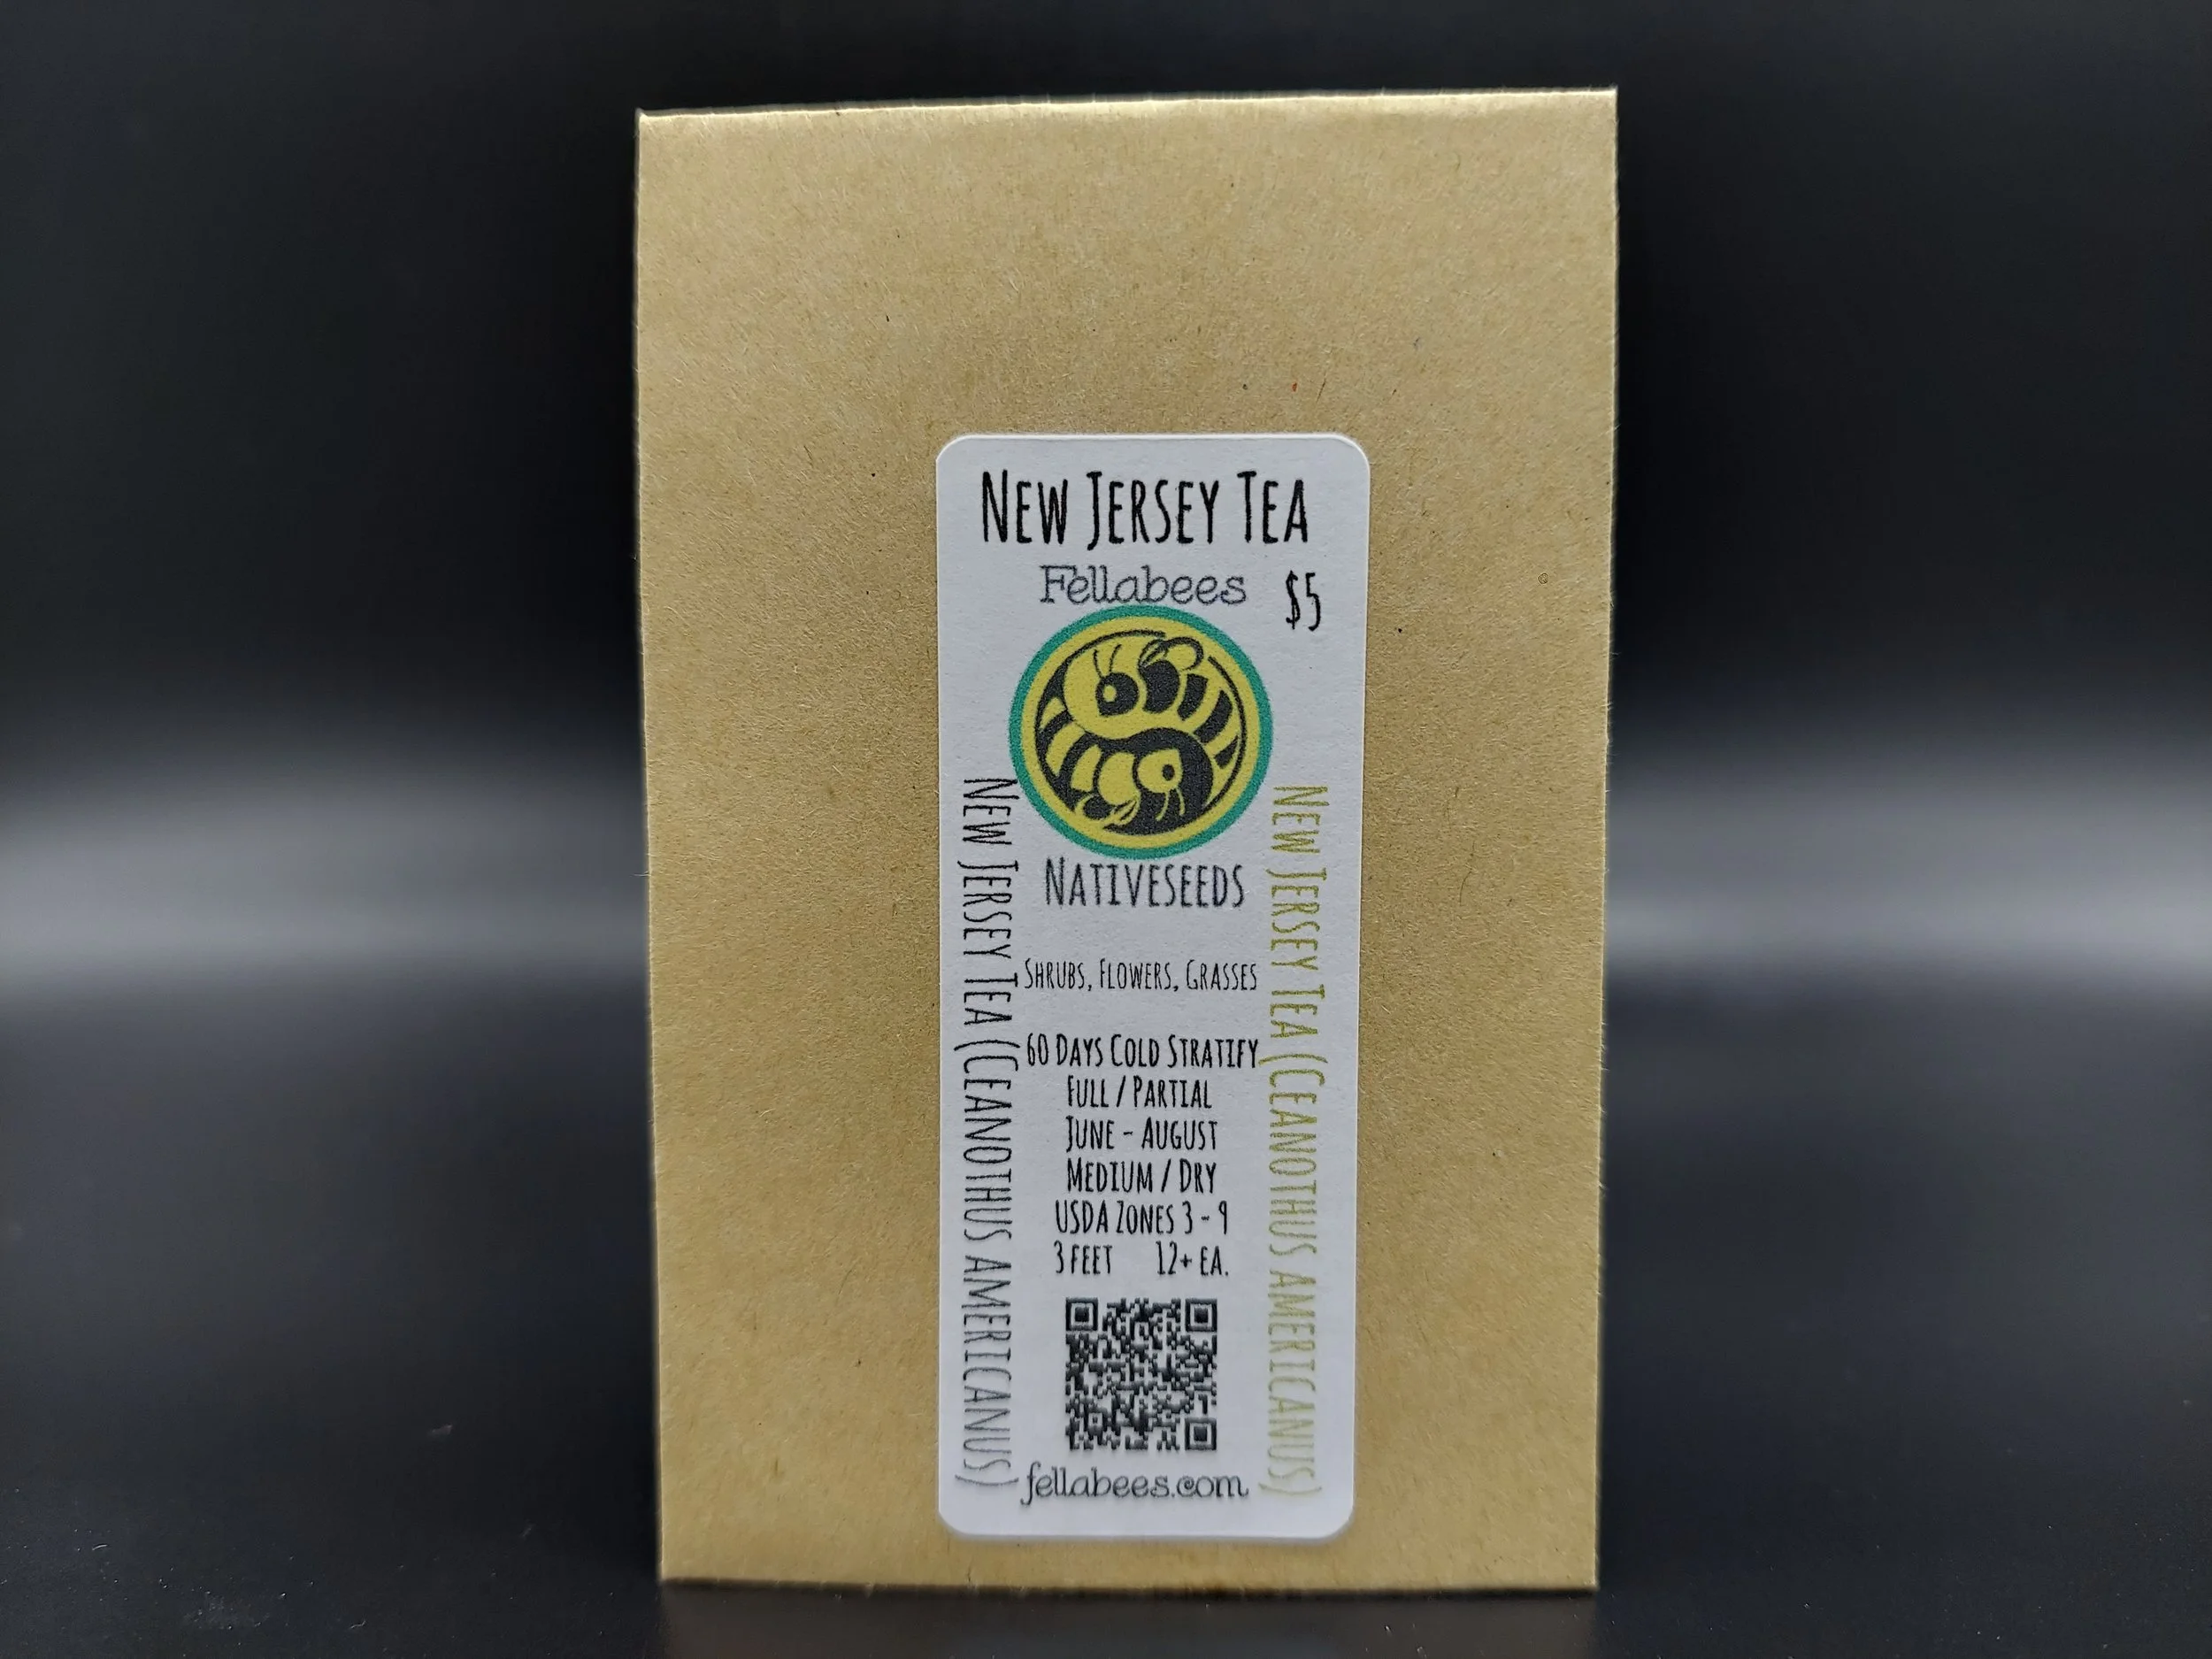 New Jersey Tea
Fellabees
$5
Nativeseeds
New Jersey Tea (Ceanothus americanus)
New Jersey Tea (Ceanothus americanus)
Shrubs, Flowers, Grasses
60 Days Cold Stratify
Full / Partial
June - August
Medium / Dry
USDA Zones 3 - 9
3 feet 12+ ea.
fellabees.com